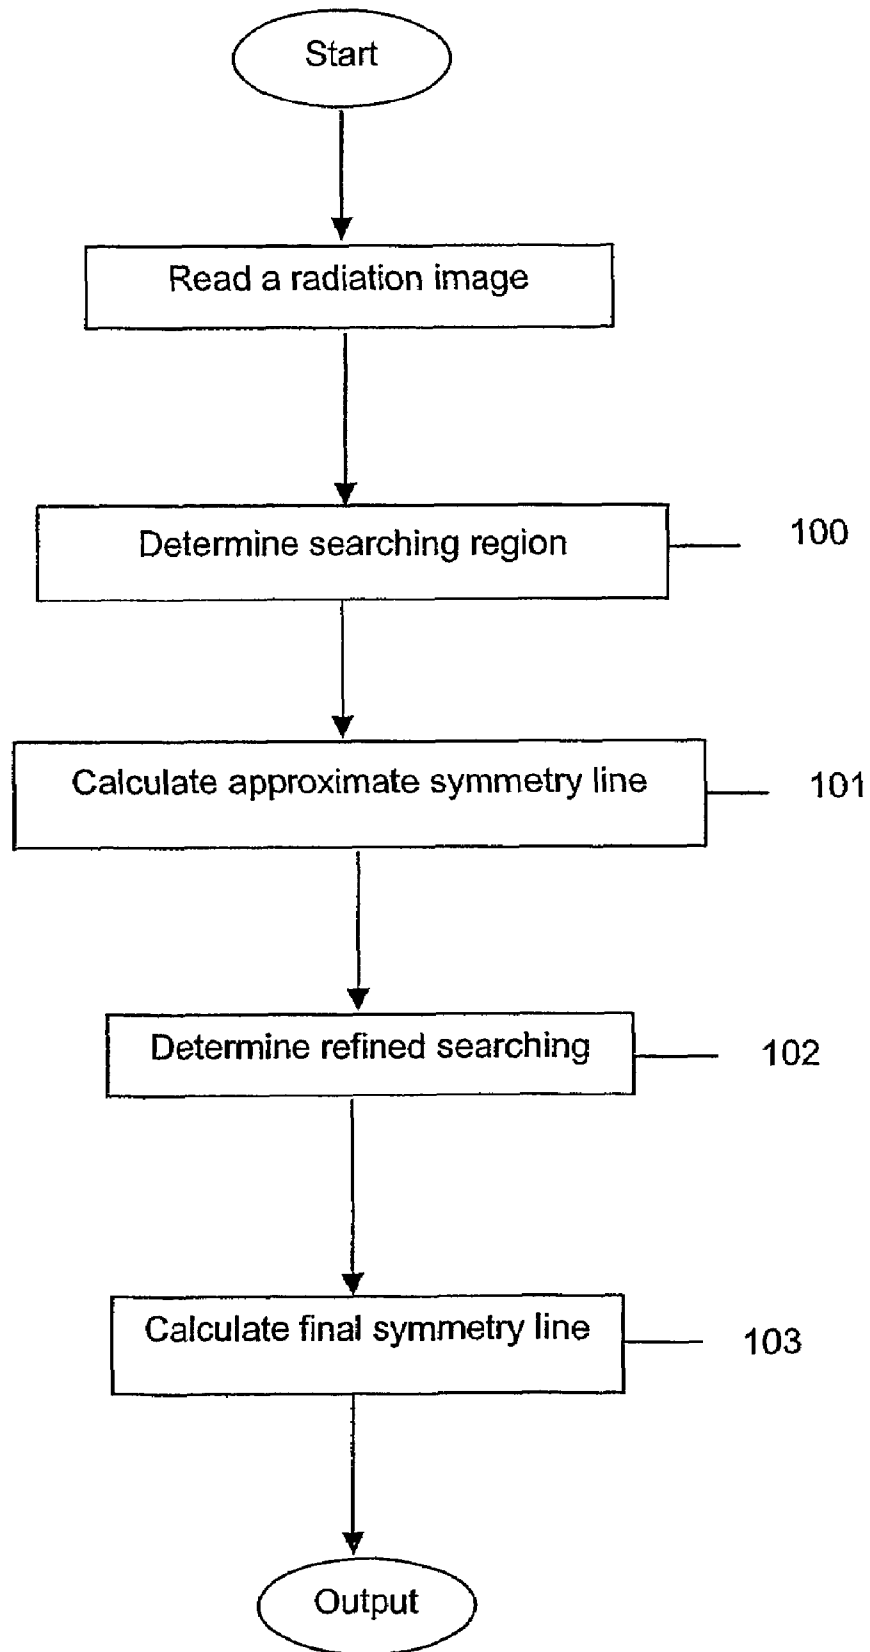 Start
Read a radiation image
Determine searching region
100
Calculate approximate symmetry line
101
Determine refined searching
102
Calculate final symmetry line
103
Output